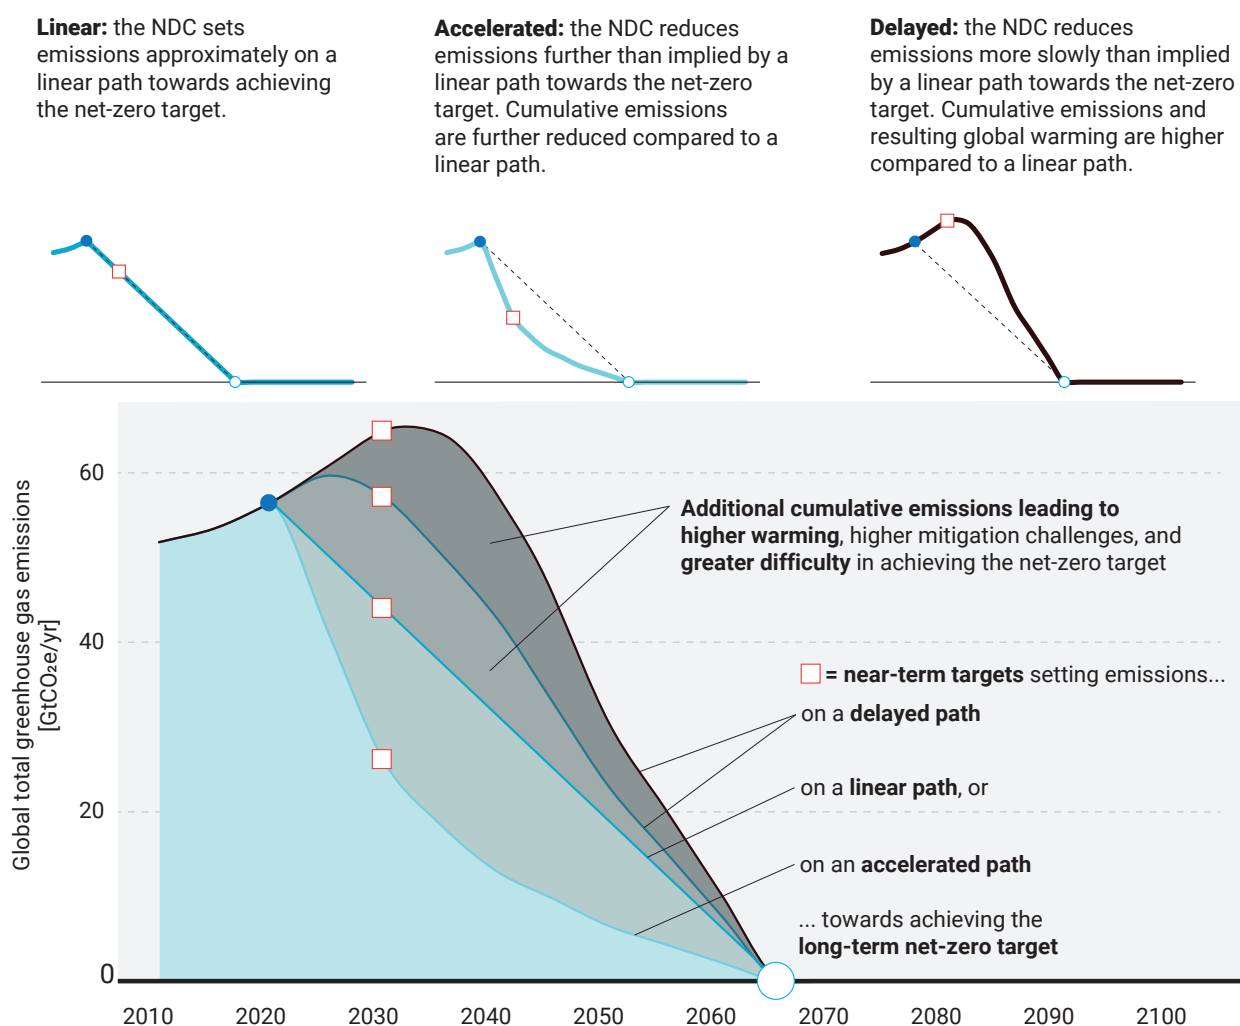 Linear: the NDC sets
emissions approximately on a
linear path towards achieving
the net-zero target.
Accelerated: the NDC reduces
emissions further than implied by a
linear path towards the net-zero
target. Cumulative emissions
are further reduced compared to a
linear path.
Delayed: the NDC reduces
emissions more slowly than implied
by a linear path towards the net-zero
target. Cumulative emissions and
resulting global warming are higher
compared to a linear path.
Global total greenhouse gas emissions
[GtCO₂e/yr]
60
40
20
0
Additional cumulative emissions leading to
higher warming, higher mitigation challenges, and
greater difficulty in achieving the net-zero target
= near-term targets setting emissions...
on a delayed path
on a linear path, or
on an accelerated path
... towards achieving the
long-term net-zero target
2010 2020 2030 2040 2050 2060 2070 2080 2090 2100